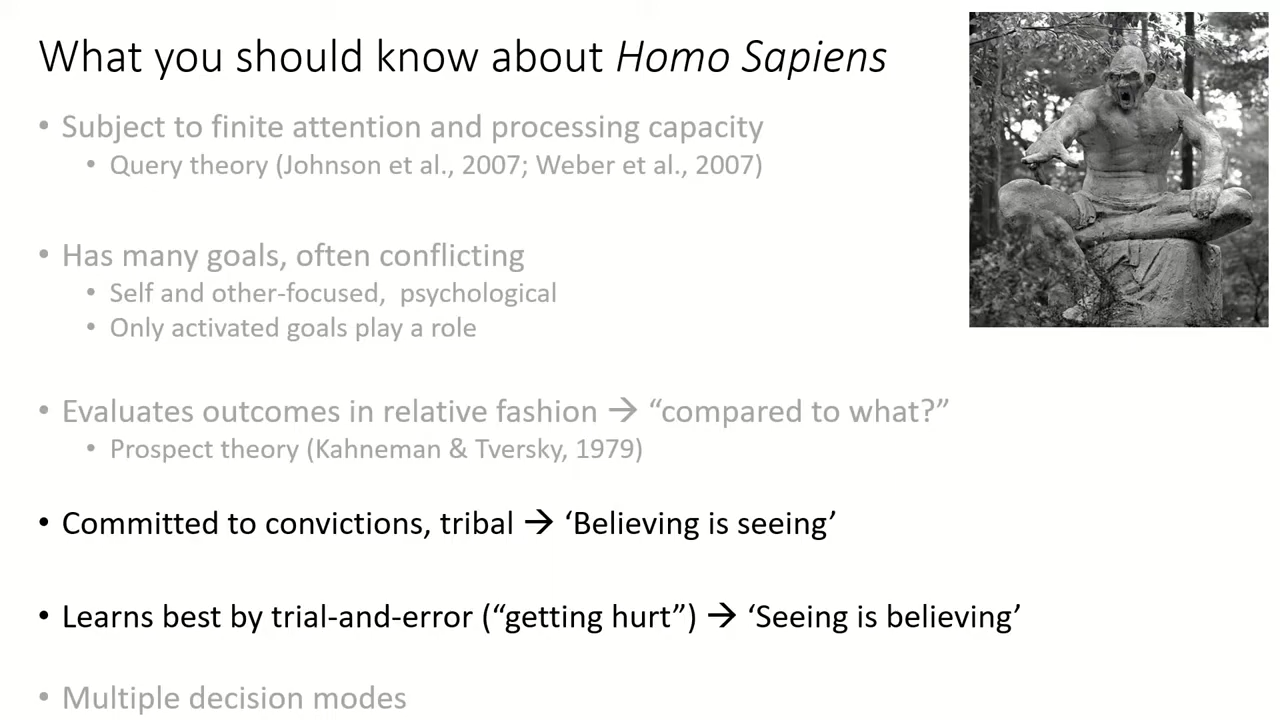 What you should know about Homo Sapiens
• Subject to finite attention and processing capacity
• Query theory (Johnson et al., 2007; Weber et al., 2007)
• Has many goals, often conflicting
• Self and other-focused,  psychological
• Only activated goals play a role
• Evaluates outcomes in relative fashion → “compared to what?”
• Prospect theory (Kahneman & Tversky, 1979)
• Committed to convictions, tribal → ‘Believing is seeing’
• Learns best by trial-and-error (“getting hurt”) → ‘Seeing is believing’
• Multiple decision modes